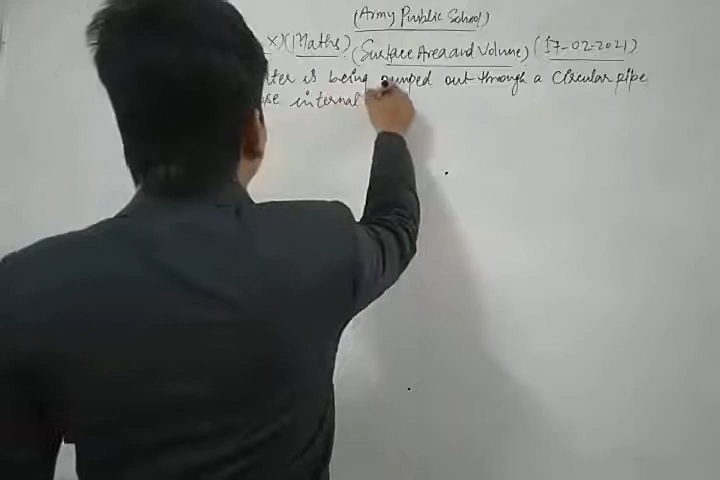 (Army Public School)
X) (Maths) (Surface Area and Volume) (17-02-2021)
ter is being pumped out through a Circular pipe
se internal